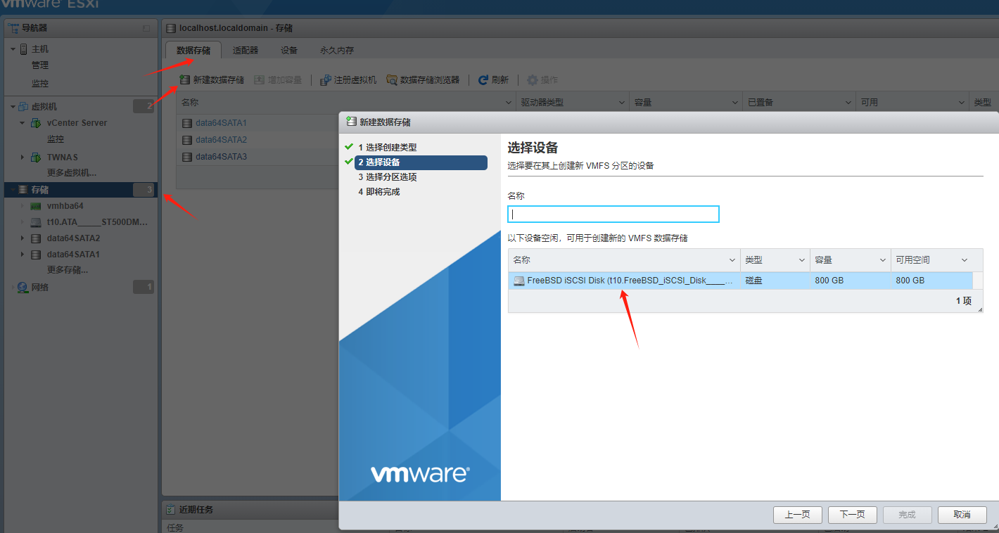 vmware ESXi
导航器
主机
管理
监控
虚拟机 2
vCenter Server
监控
TWNAS
更多虚拟机...
存储 3
vmhba64
t10.ATA_____ST500DM...
data64SATA2
data64SATA1
更多存储...
网络 1
localhost.localdomain - 存储
数据存储 适配器 设备 永久内存
新建数据存储 增加容量 注册虚拟机 数据存储浏览器 刷新 操作
名称 驱动器类型 容量 已置备 可用 类型
data64SATA1
data64SATA2
data64SATA3
新建数据存储
1 选择创建类型
2 选择设备
3 选择分区选项
4 即将完成
vmware®
选择设备
选择要在其上创建新 VMFS 分区的设备
名称
以下设备空闲，可用于创建新的 VMFS 数据存储
名称 类型 容量 可用空间
FreeBSD iSCSI Disk (t10.FreeBSD_iSCSI_Disk____... 磁盘 800 GB 800 GB
1 项
上一页 下一页 完成 取消
近期任务
任务